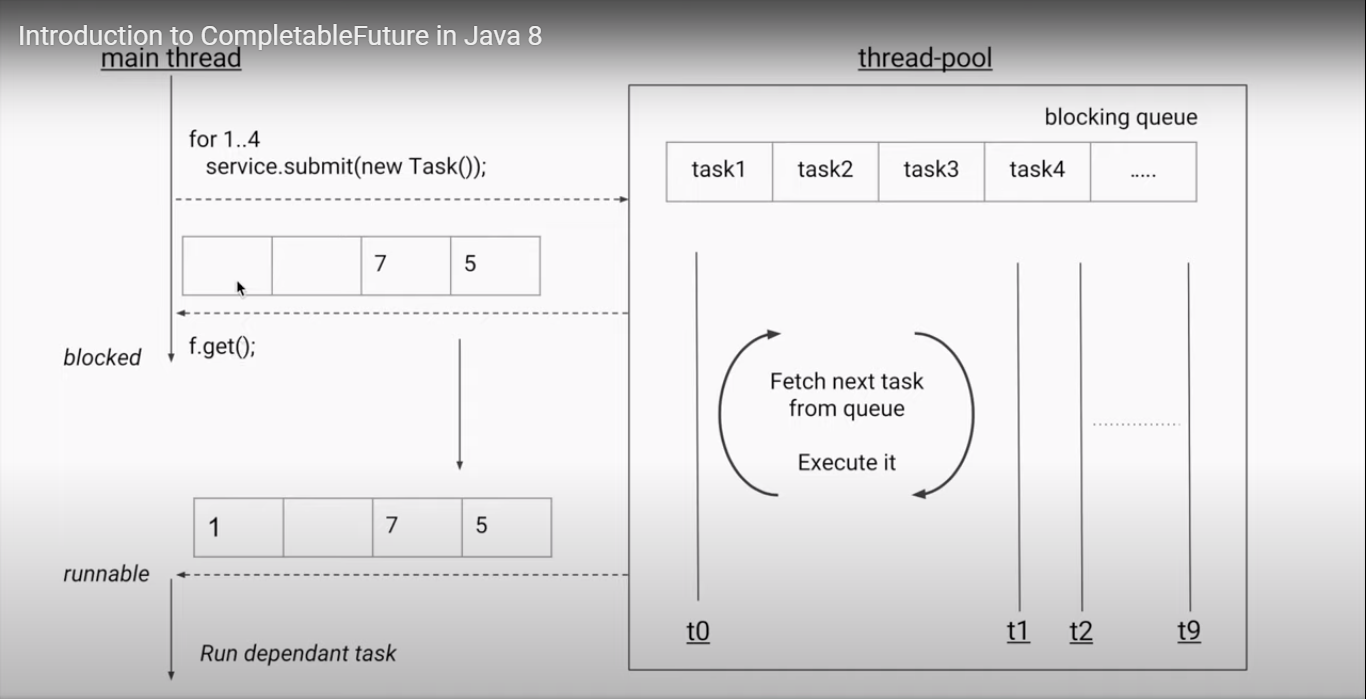 Introduction to CompletableFuture in Java 8
main thread
thread-pool
for 1..4
service.submit(new Task());
blocking queue
task1 task2 task3 task4 .....
7 5
blocked
f.get();
Fetch next task
from queue
Execute it
1 7 5
runnable
Run dependant task
t0 t1 t2 t9